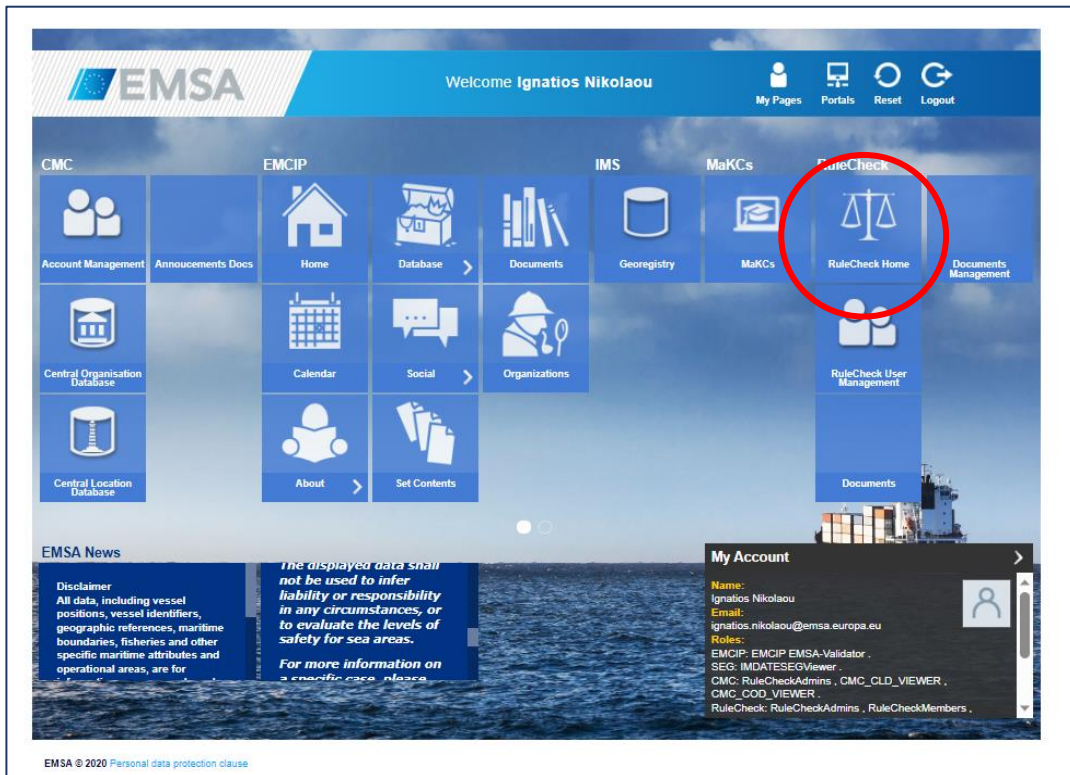 EMSA
Welcome Ignatios Nikolaou
My Pages
Portals
Reset
Logout
CMC
EMCIP
IMS
MaKCs
RuleCheck
Account Management
Annoucements Docs
Home
Database
Documents
Georegistry
MaKCs
RuleCheck Home
Documents
Management
Central Organisation
Database
Calendar
Social
Organizations
RuleCheck User
Management
Central Location
Database
About
Set Contents
Documents
EMSA News
Disclaimer
All data, including vessel
positions, vessel identifiers,
geographic references, maritime
boundaries, fisheries and other
specific maritime attributes and
operational areas, are for
The displayed data shall
not be used to infer
liability or responsibility
in any circumstances, or
to evaluate the levels of
safety for sea areas.
For more information on
a specific case, please
My Account
Name:
Ignatios Nikolaou
Email:
ignatios.nikolaou@emsa.europa.eu
Roles:
EMCIP: EMCIP EMSA-Validator .
SEG: IMDATESEGViewer .
CMC: RuleCheckAdmins , CMC_CLD_VIEWER ,
CMC_COD_VIEWER .
RuleCheck: RuleCheckAdmins , RuleCheckMembers ,
EMSA © 2020 Personal data protection clause